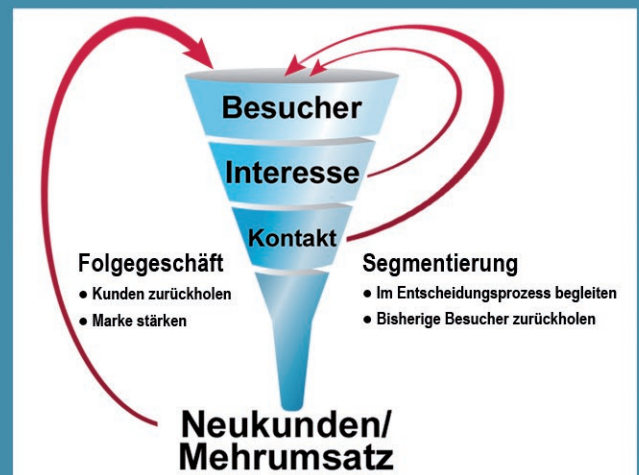 Besucher
Interesse
Kontakt
Folgegeschäft
● Kunden zurückholen
● Marke stärken
Segmentierung
● Im Entscheidungsprozess begleiten
● Bisherige Besucher zurückholen
Neukunden/
Mehrumsatz